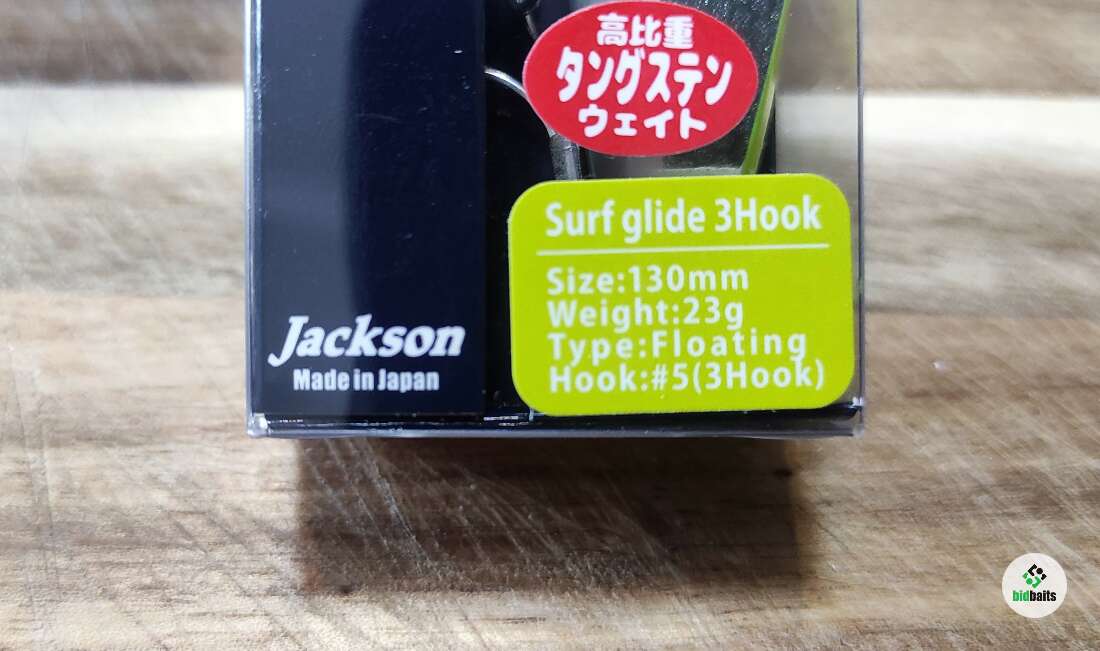 高比重
タングステン
ウェイト
Surf glide 3Hook
Size:130mm
Weight:23g
Type:Floating
Hook:#5(3Hook)
Jackson
Made in Japan
bidbaits